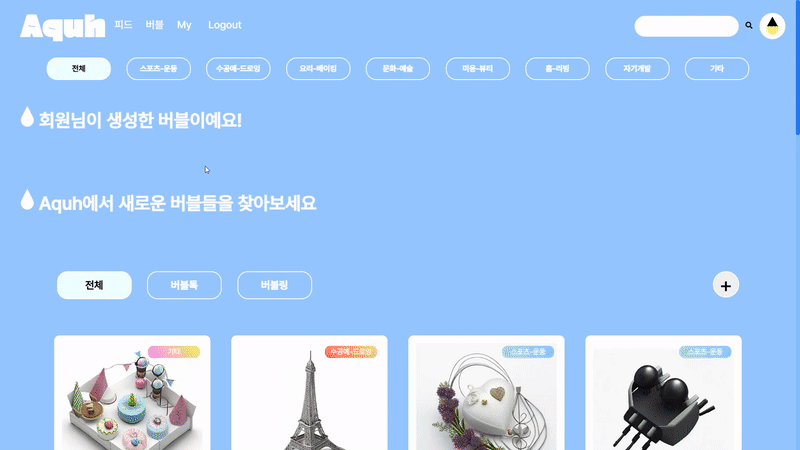 Aquh 피드 버블 My Logout
전체 스포츠-운동 수공예-드로잉 요리-베이킹 문화-예술 미용-뷰티 홈-리빙 자기개발 기타
회원님이 생성한 버블이예요!
Aquh에서 새로운 버블들을 찾아보세요
전체 버블톡 버블링 +
기타 수공예-드로잉 스포츠-운동 스포츠-운동